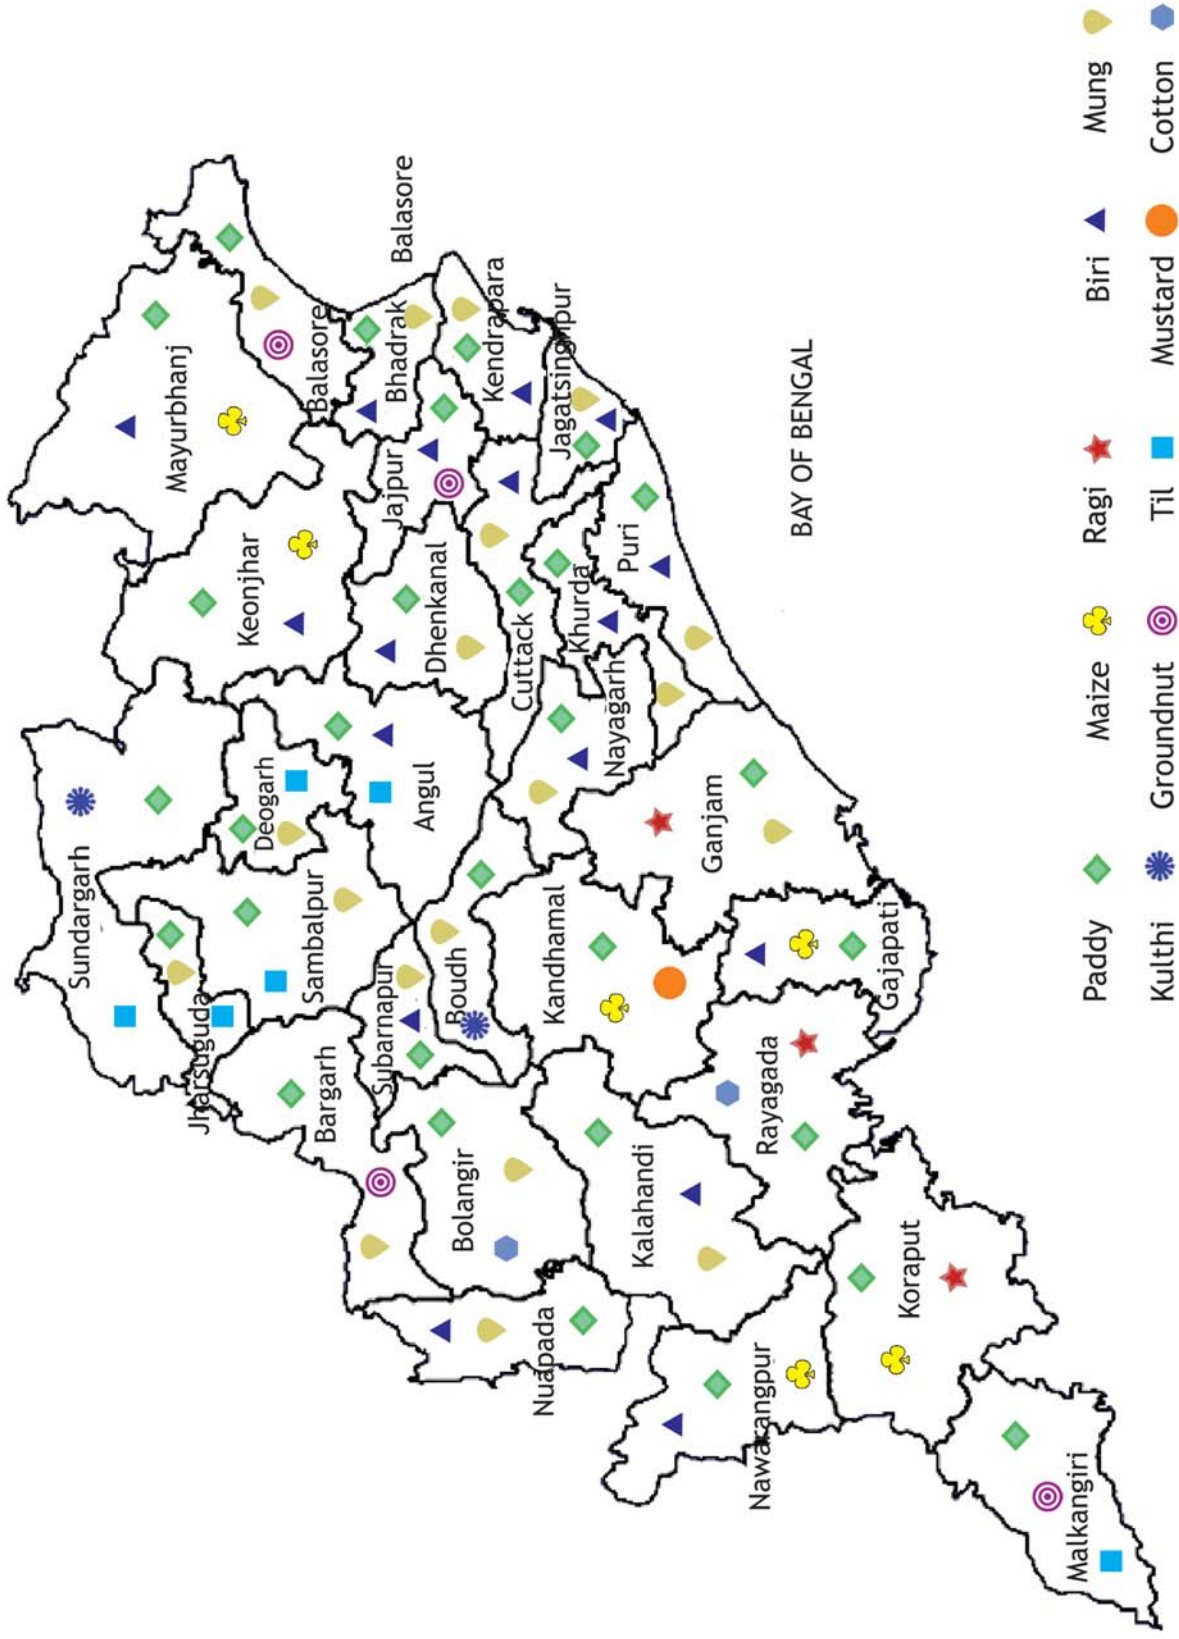 Sundargarh
Jharsuguda
Sambalpur
Deogarh
Keonjhar
Mayurbhanj
Balasore
Balasore
Bargarh
Subarnapur
Angul
Dhenkanal
Jajpur
Bhadrak
Bolangir
Boudh
Cuttack
Kendrapara
Nuapada
Kandhamal
Nayagarh
Khurda
Jagatsinghpur
Kalahandi
Ganjam
Puri
Nawarangpur
Rayagada
Gajapati
BAY OF BENGAL
Koraput
Malkangiri
Paddy Maize Ragi Biri Mung
Kulthi Groundnut Til Mustard Cotton